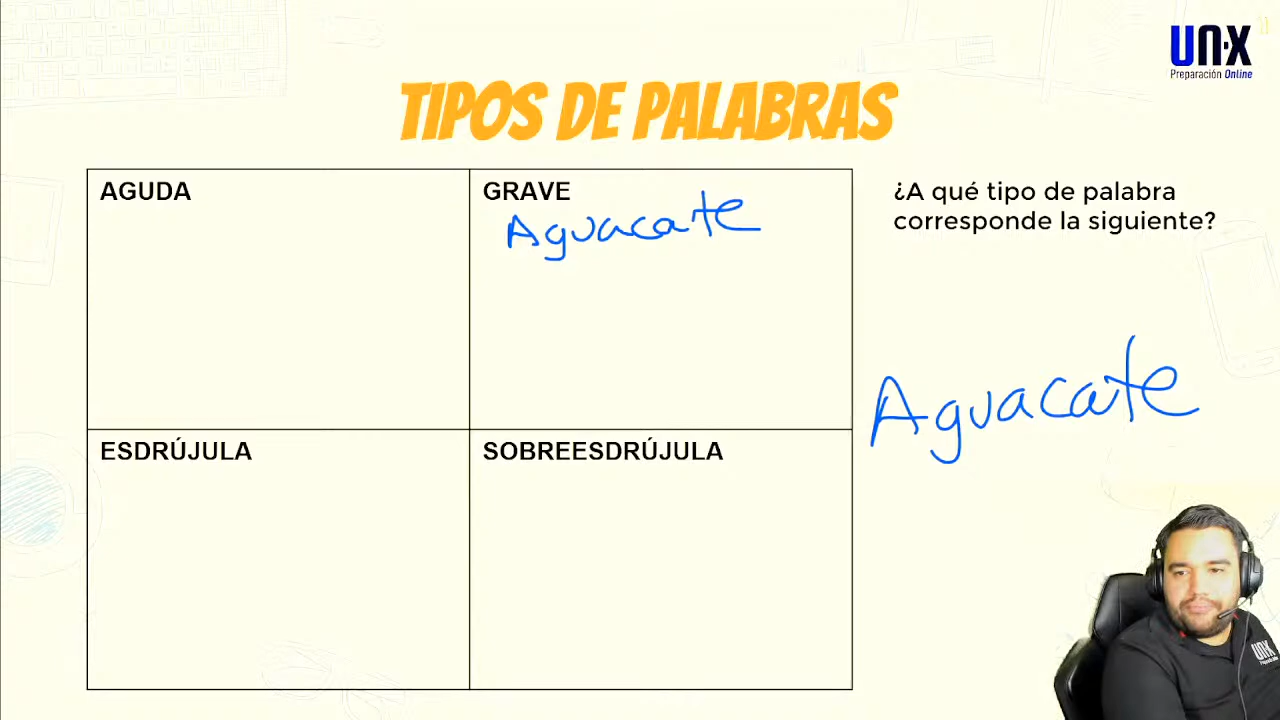 UN-X
Preparación Online
TIPOS DE PALABRAS
AGUDA
GRAVE
Aguacate
ESDRÚJULA
SOBREESDRÚJULA
¿A qué tipo de palabra
corresponde la siguiente?
Aguacate
UN-X